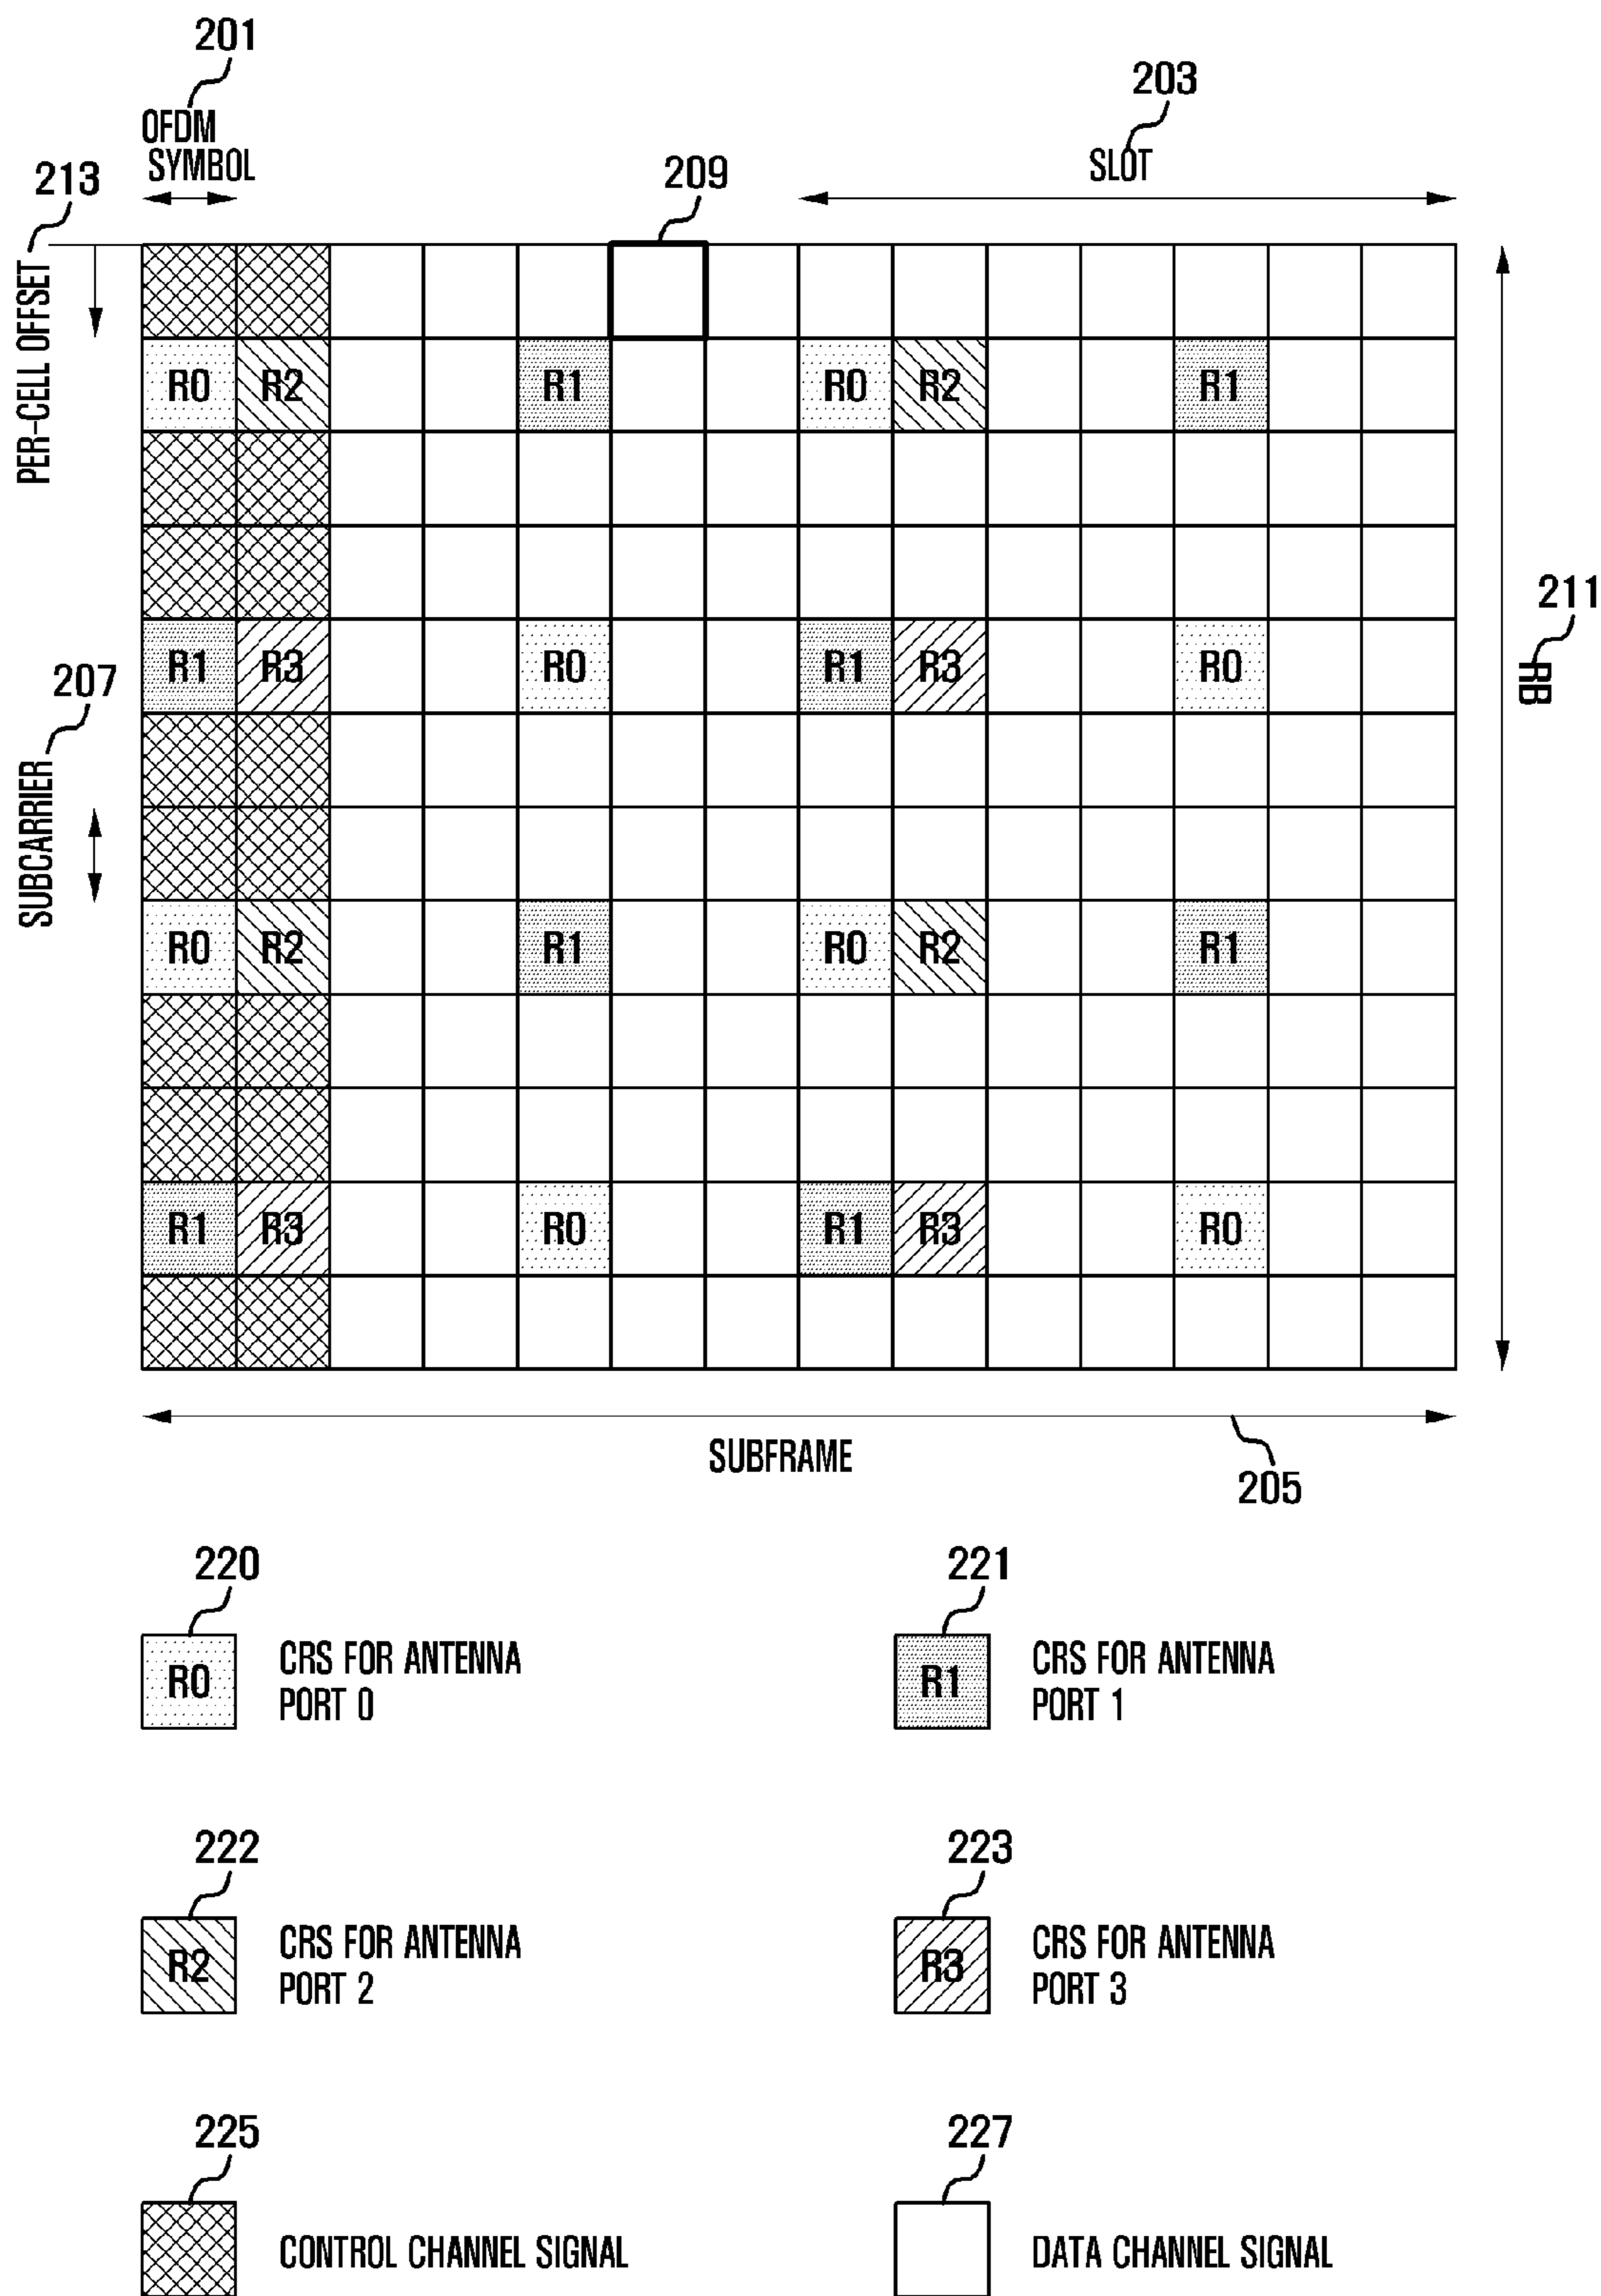 201
OFDM
SYMBOL
203
SLOT
213
PER-CELL OFFSET
209
R0 R2 R1 R0 R2 R1
R1 R3 R0 R1 R3 R0
211
RB
207
SUBCARRIER
R0 R2 R1 R0 R2 R1
R1 R3 R0 R1 R3 R0
SUBFRAME
205
220
R0
CRS FOR ANTENNA
PORT 0
221
R1
CRS FOR ANTENNA
PORT 1
222
R2
CRS FOR ANTENNA
PORT 2
223
R3
CRS FOR ANTENNA
PORT 3
225
CONTROL CHANNEL SIGNAL
227
DATA CHANNEL SIGNAL